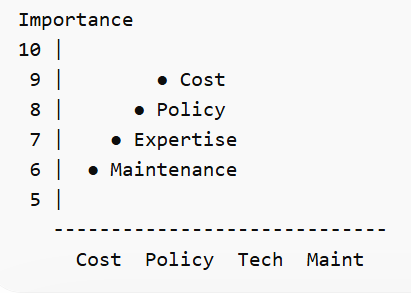 Importance
10 |
 9 |        ● Cost
 8 |      ● Policy
 7 |    ● Expertise
 6 |  ● Maintenance
 5 |
   -----------------------------
     Cost  Policy  Tech  Maint